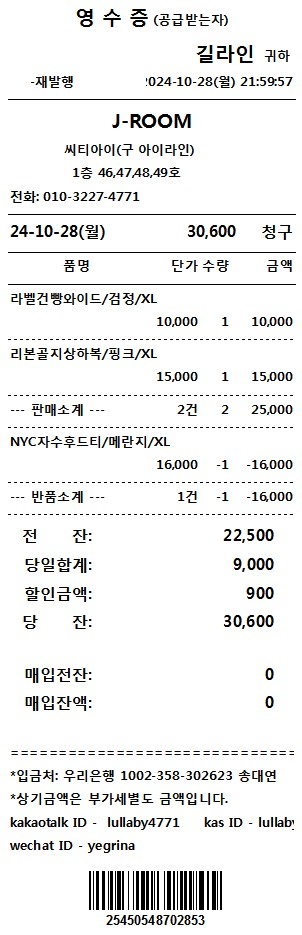 영 수 증 (공급받는자)
길라인 귀하
-재발행 2024-10-28(월) 21:59:57
J-ROOM
씨티아이(구 아이라인)
1층 46,47,48,49호
전화: 010-3227-4771
24-10-28(월) 30,600 청구
품명 단가 수량 금액
라벨건빵와이드/검정/XL
10,000 1 10,000
리본골지상하복/핑크/XL
15,000 1 15,000
--- 판매소계 --- 2건 2 25,000
NYC자수후드티/메란지/XL
16,000 -1 -16,000
--- 반품소계 --- 1건 -1 -16,000
전 잔: 22,500
당일합계: 9,000
할인금액: 900
당 잔: 30,600
매입전잔: 0
매입잔액: 0
*입금처: 우리은행 1002-358-302623 송대연
*상기금액은 부가세별도 금액입니다.
kakaotalk ID - lullaby4771 kas ID - lullaby
wechat ID - yegrina
25450548702853